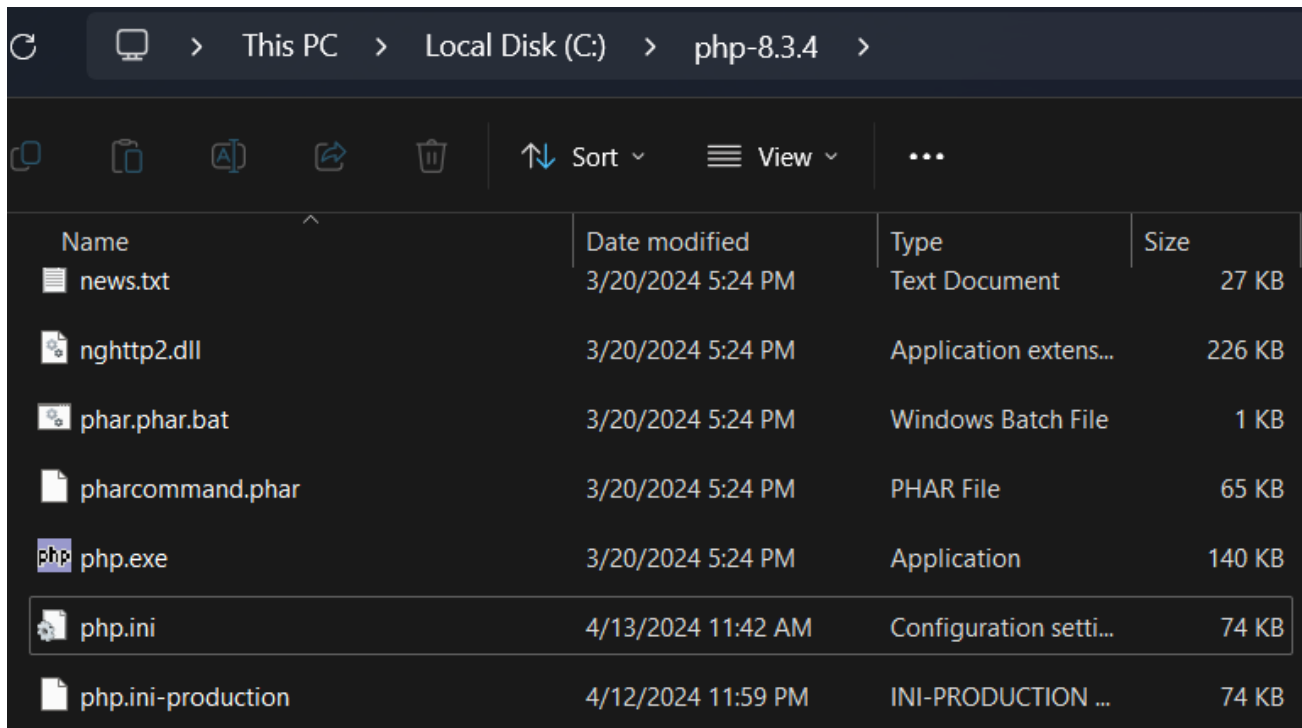 This PC > Local Disk (C:) > php-8.3.4 >
Sort View
Name Date modified Type Size
news.txt 3/20/2024 5:24 PM Text Document 27 KB
nghttp2.dll 3/20/2024 5:24 PM Application extens... 226 KB
phar.phar.bat 3/20/2024 5:24 PM Windows Batch File 1 KB
pharcommand.phar 3/20/2024 5:24 PM PHAR File 65 KB
php php.exe 3/20/2024 5:24 PM Application 140 KB
php.ini 4/13/2024 11:42 AM Configuration setti... 74 KB
php.ini-production 4/12/2024 11:59 PM INI-PRODUCTION ... 74 KB